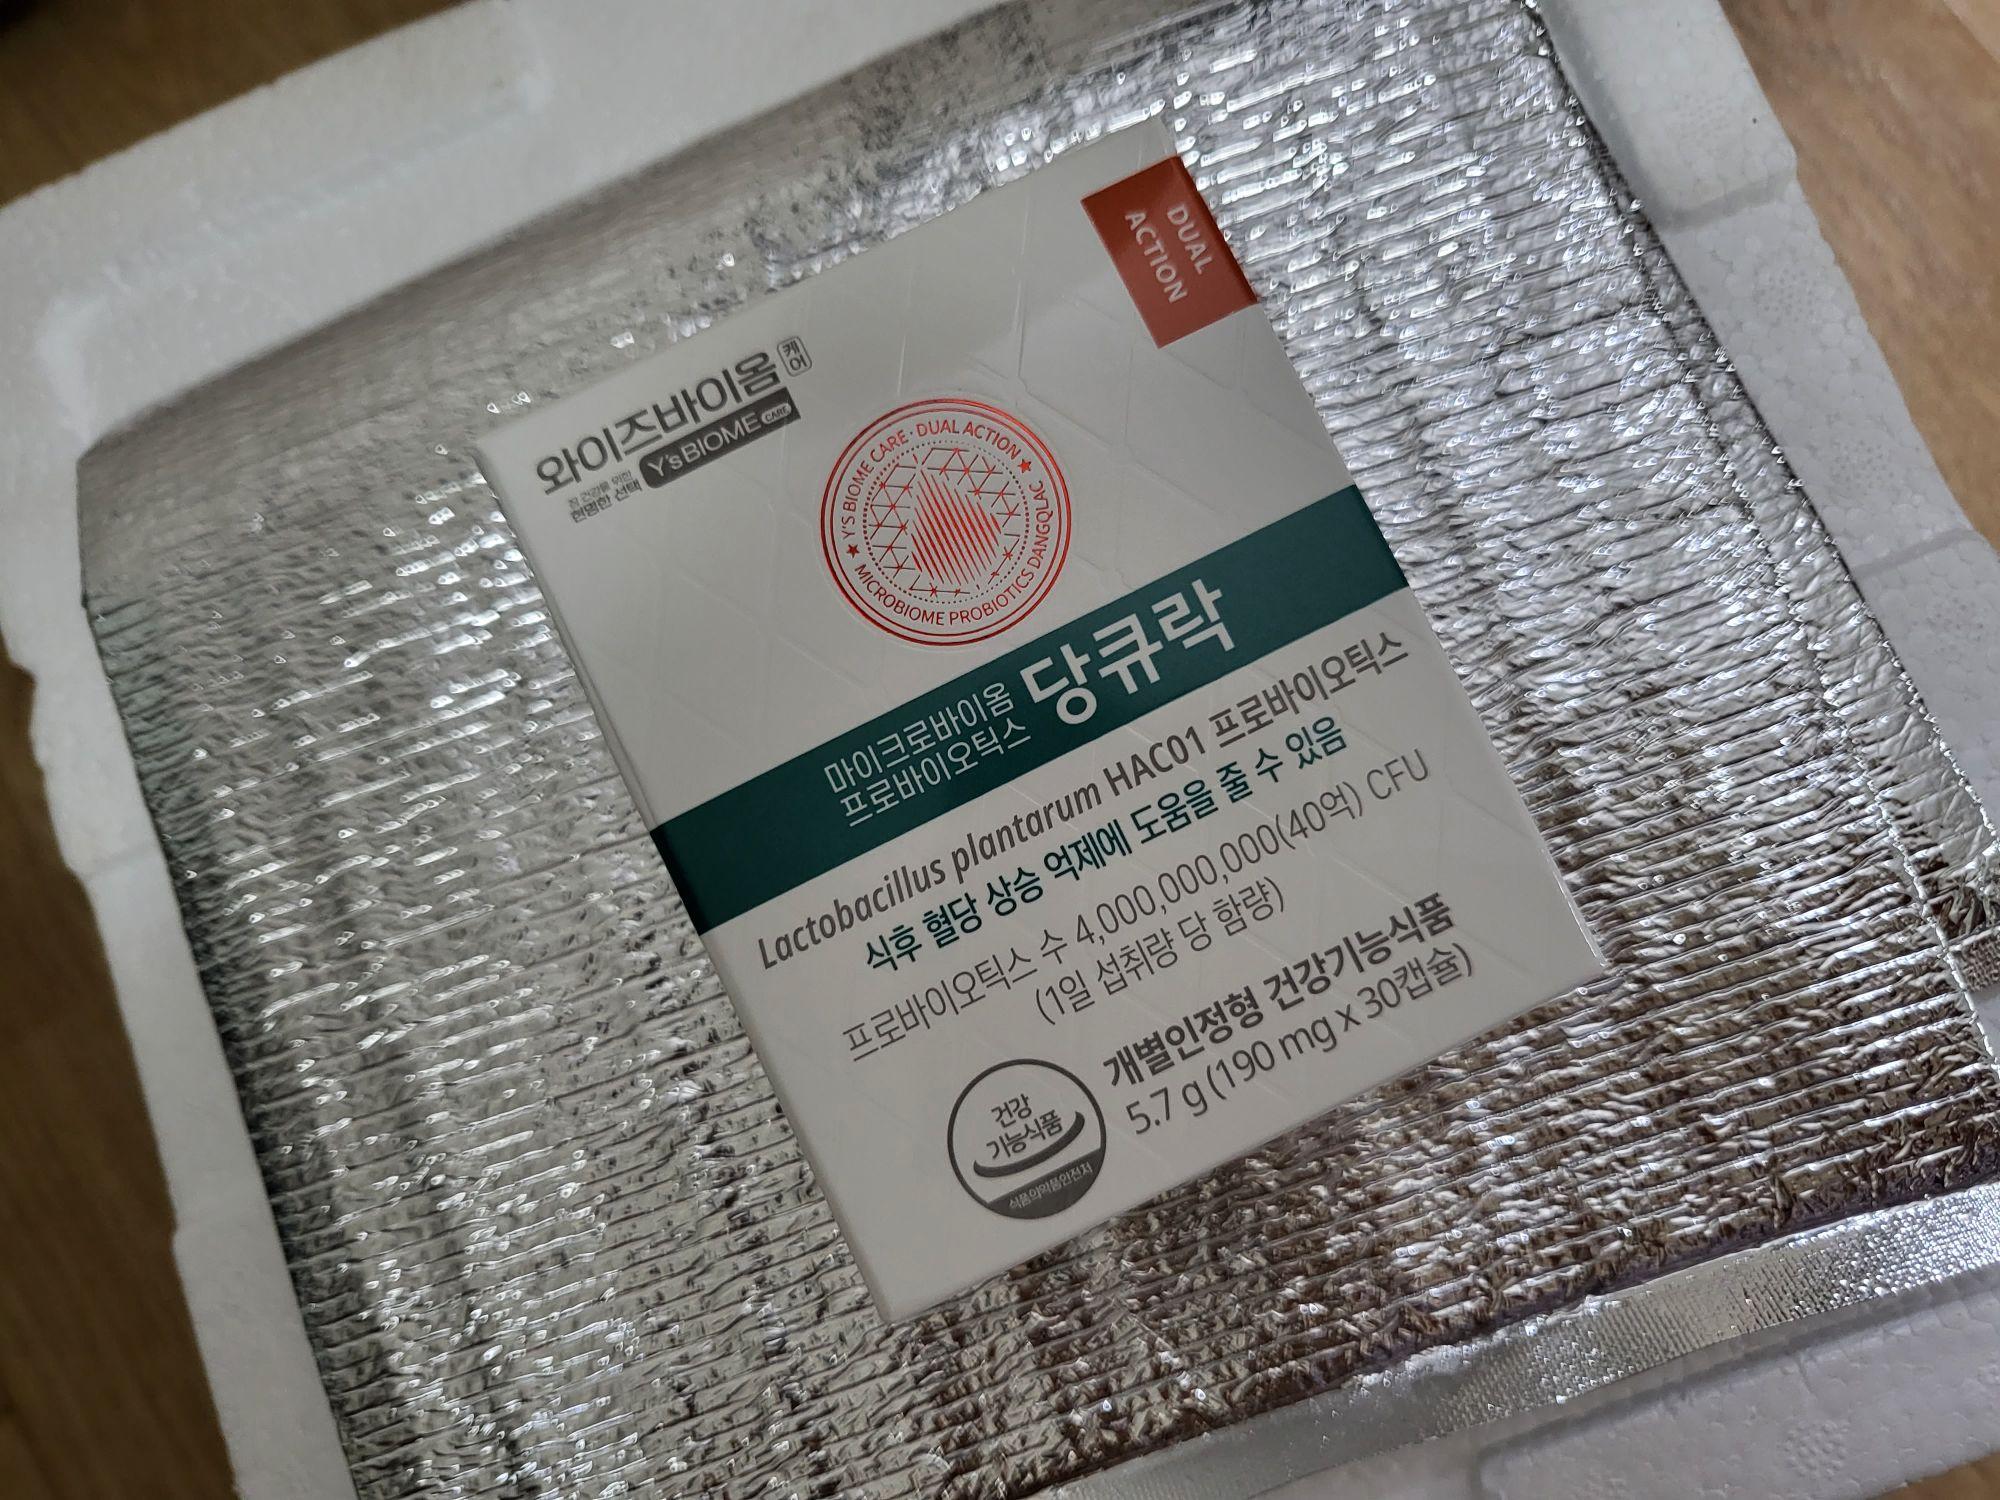 DUAL
ACTION
와이즈바이옴 케어
장 건강을 위한
현명한 선택
Y's BIOME CARE
Y'S BIOME CARE · DUAL ACTION
★ MICROBIOME PROBIOTICS DANGQLAC ★
마이크로바이옴
프로바이오틱스
당큐락
Lactobacillus plantarum HAC01 프로바이오틱스
식후 혈당 상승 억제에 도움을 줄 수 있음
프로바이오틱스 수 4,000,000,000(40억) CFU
(1일 섭취량 당 함량)
개별인정형 건강기능식품
5.7 g (190 mg x 30캡슐)
건강
기능식품
식품의약품안전처